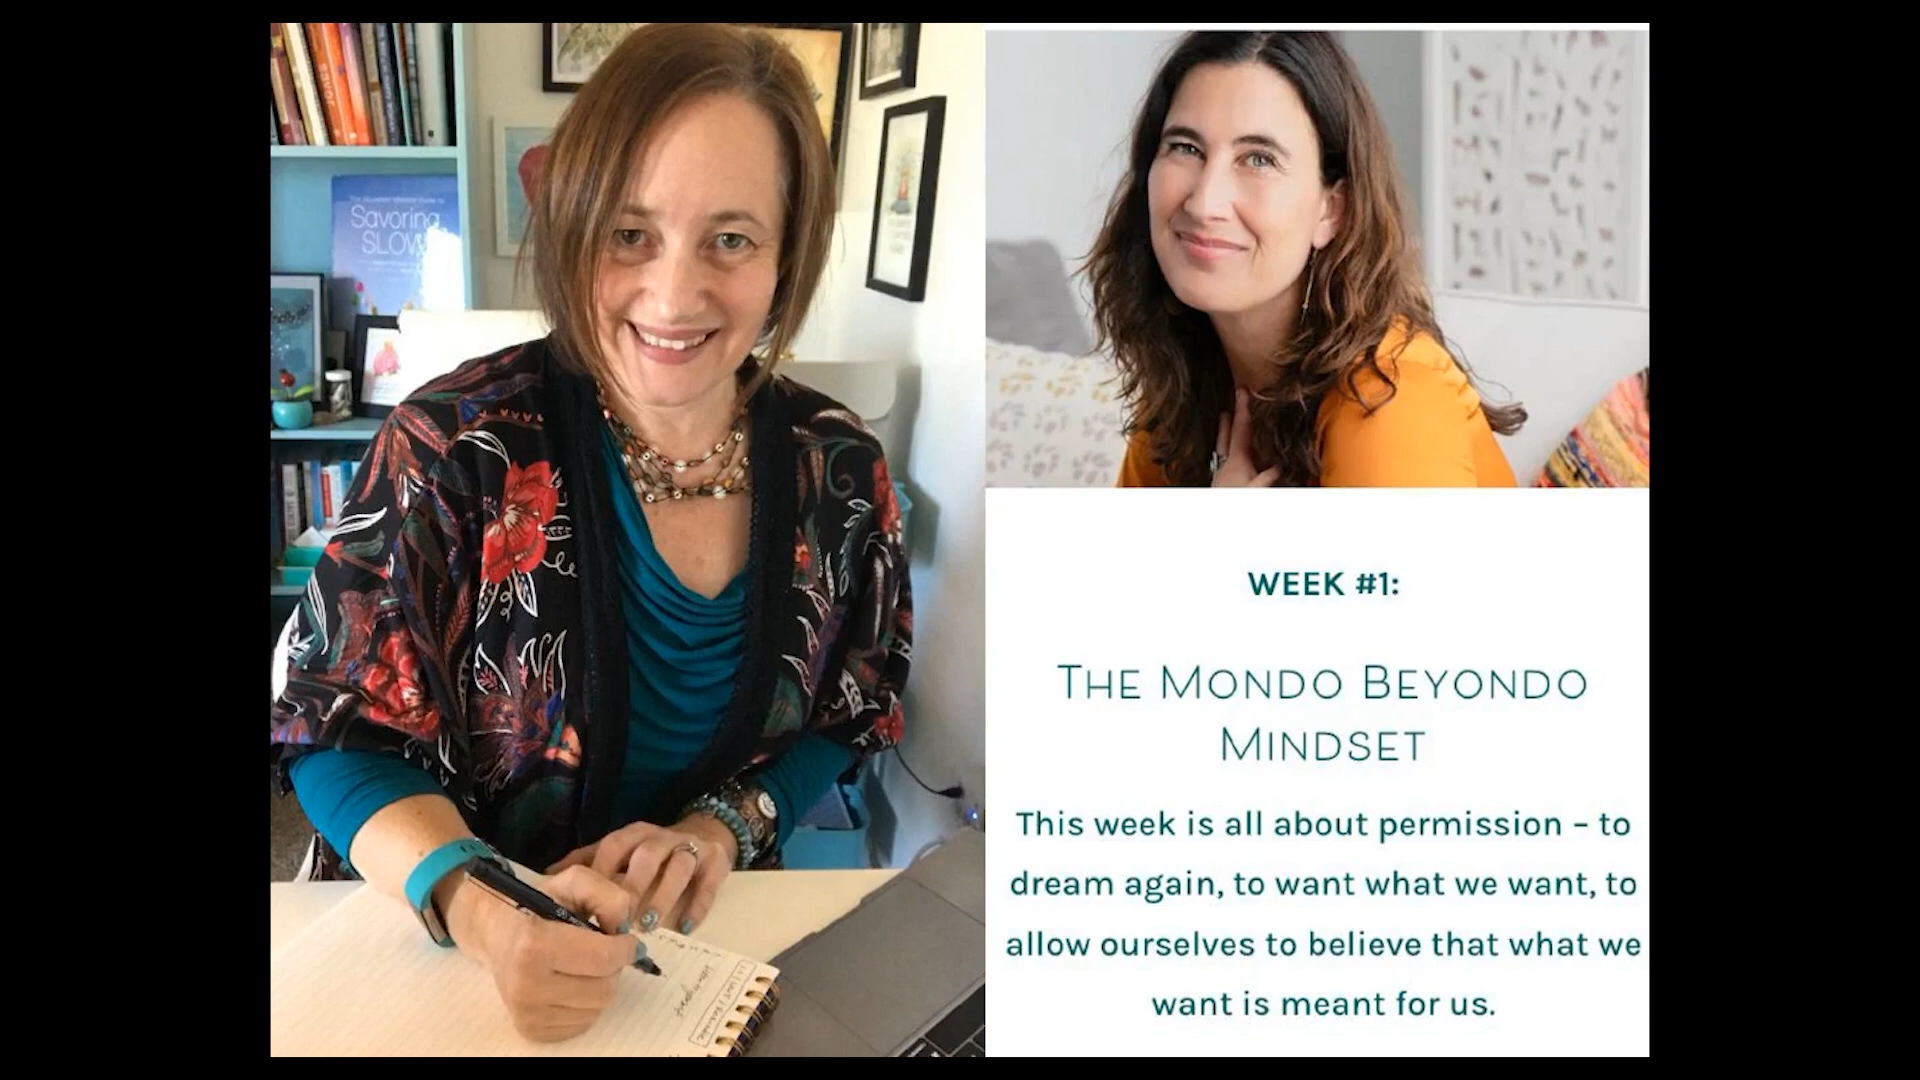 Savoring
SLOW
WEEK #1:
THE MONDO BEYONDO
MINDSET
This week is all about permission – to
dream again, to want what we want, to
allow ourselves to believe that what we
want is meant for us.